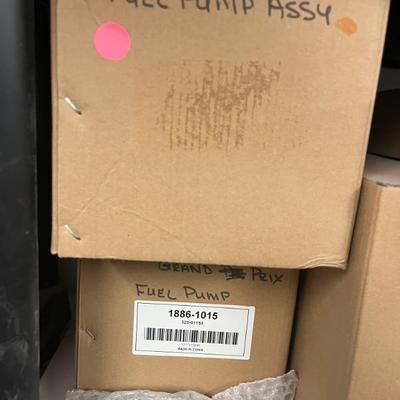 FUEL PUMP ASSY
GRAND PRIX
FUEL PUMP
1886-1015
MADE IN CHINA